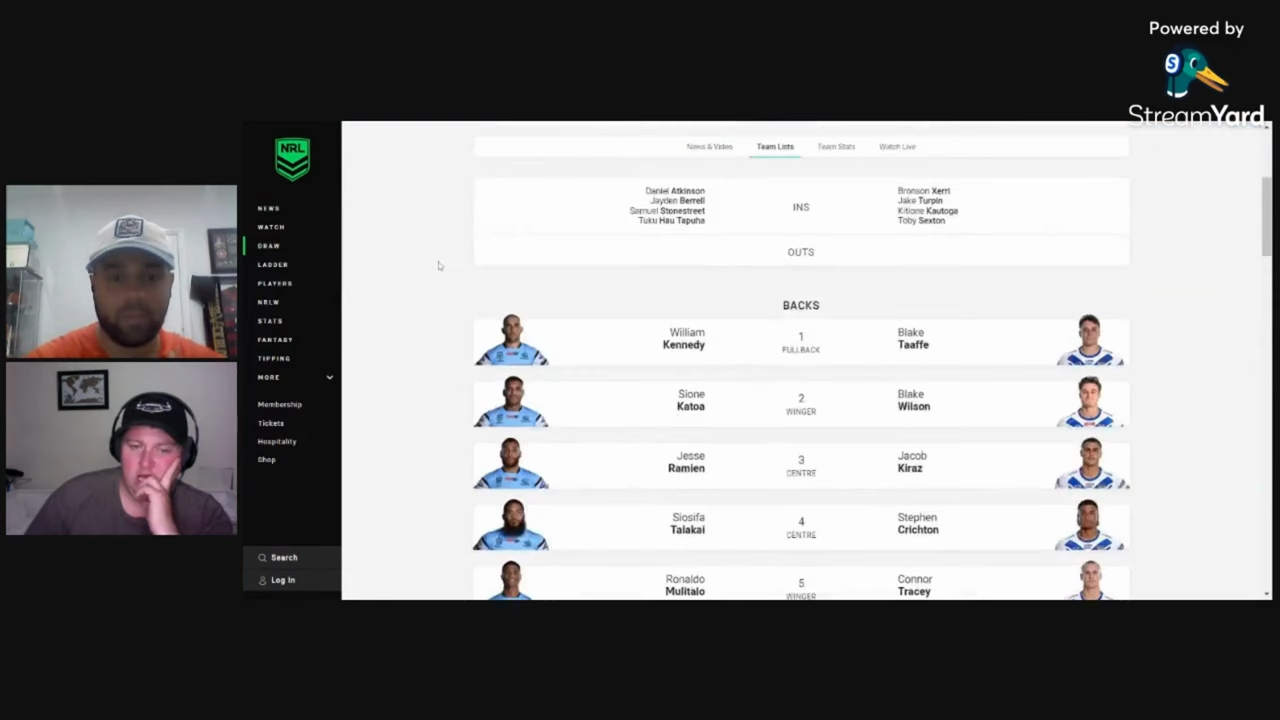 Powered by
S
StreamYard
NRL
NEWS
WATCH
DRAW
LADDER
PLAYERS
NRLW
STATS
FANTASY
TIPPING
MORE
Membership
Tickets
Hospitality
Shop
Search
Log In
News & Video
Team Lists
Team Stats
Watch Live
Daniel Atkinson
Jayden Berrell
Samuel Stonestreet
Tuku Hau Tapuha
INS
Bronson Xerri
Jake Turpin
Kitione Kautoga
Toby Sexton
OUTS
BACKS
William
Kennedy
1
FULLBACK
Blake
Taaffe
Sione
Katoa
2
WINGER
Blake
Wilson
Jesse
Ramien
3
CENTRE
Jacob
Kiraz
Siosifa
Talakai
4
CENTRE
Stephen
Crichton
Ronaldo
Mulitalo
5
WINGER
Connor
Tracey